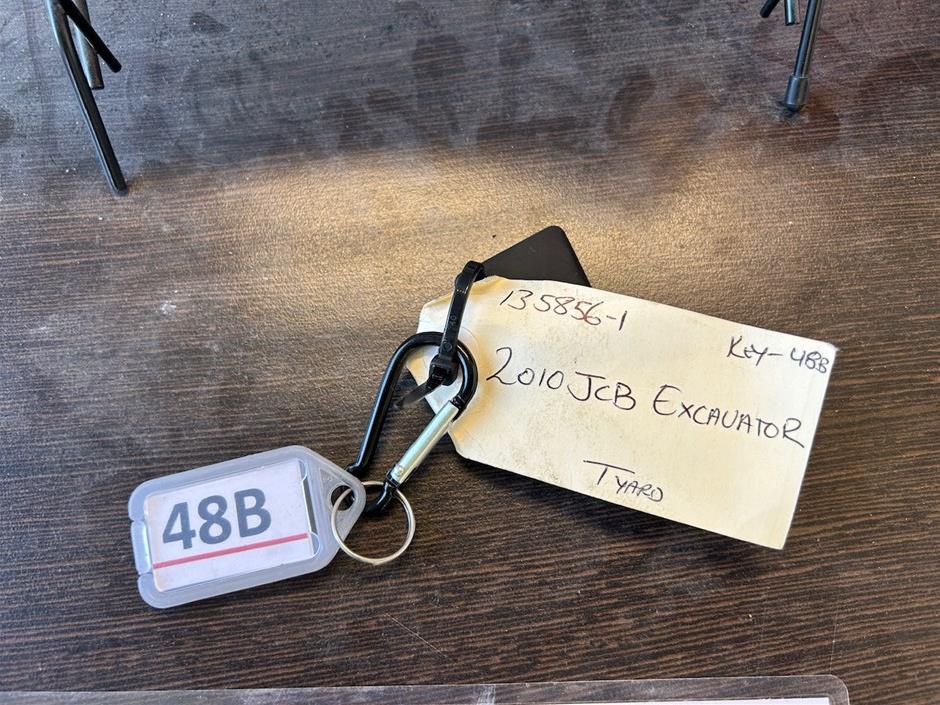 135856-1
KEY-48B
2010 JCB EXCAVATOR
TYARD
48B